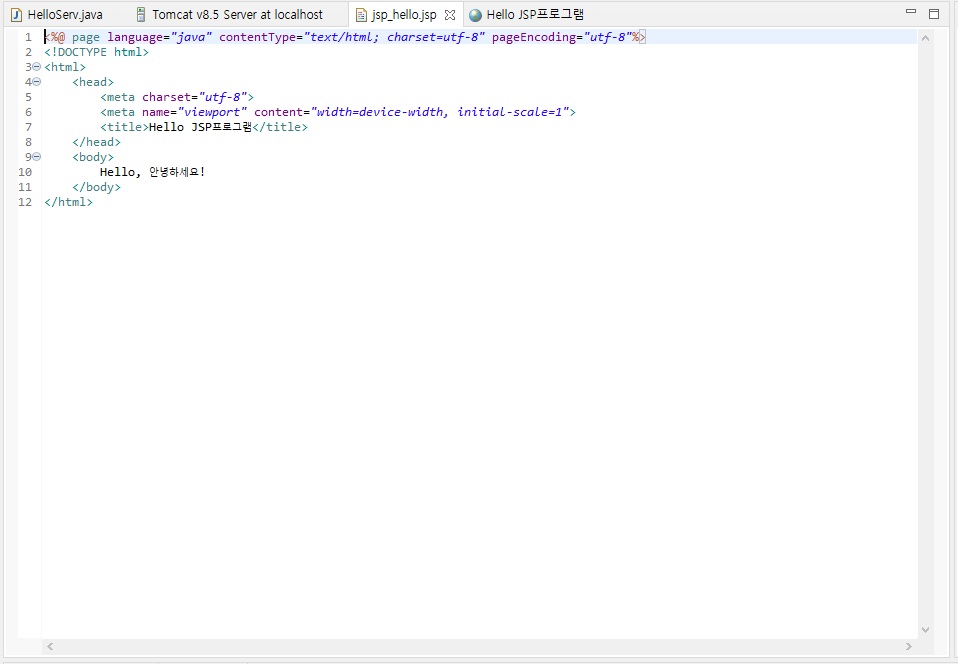 HelloServ.java Tomcat v8.5 Server at localhost jsp_hello.jsp Hello JSP프로그램
1 <%@ page language="java" contentType="text/html; charset=utf-8" pageEncoding="utf-8"%>
2 <!DOCTYPE html>
3 <html>
4 <head>
5 <meta charset="utf-8">
6 <meta name="viewport" content="width=device-width, initial-scale=1">
7 <title>Hello JSP프로그램</title>
8 </head>
9 <body>
10 Hello, 안녕하세요!
11 </body>
12 </html>